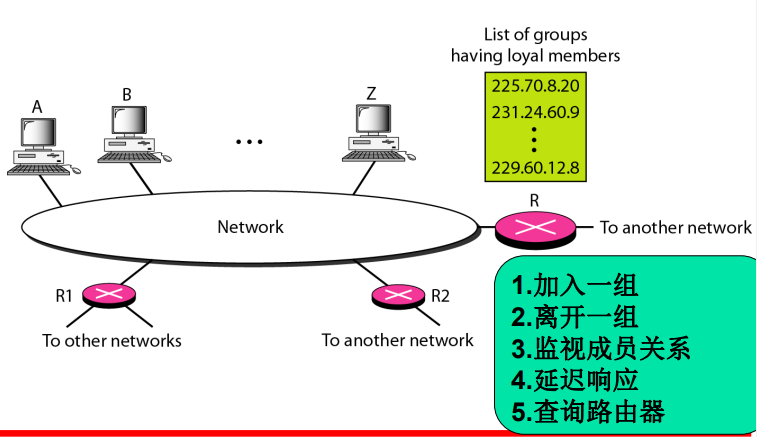 List of groups
having loyal members
225.70.8.20
231.24.60.9
229.60.12.8
A
B
Z
...
R
Network
To another network
R1
R2
To other networks
To another network
1.加入一组
2.离开一组
3.监视成员关系
4.延迟响应
5.查询路由器